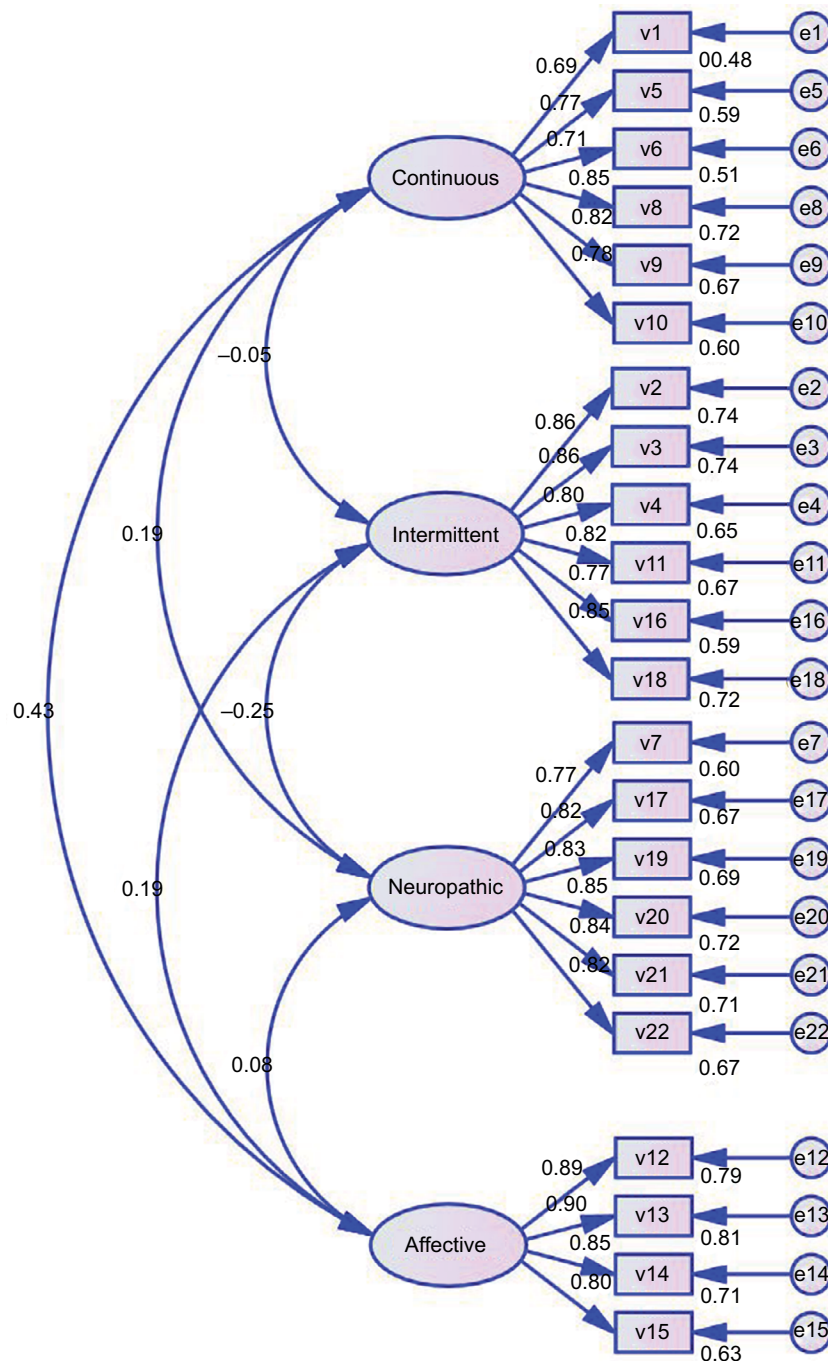 v1
e1
0.69
00.48
v5
e5
0.77
0.59
v6
e6
0.71
0.51
Continuous
0.85
v8
e8
0.82
0.72
v9
e9
0.78
0.67
v10
e10
0.60
–0.05
v2
e2
0.86
0.74
v3
e3
0.86
0.74
v4
e4
0.80
0.65
Intermittent
0.19
0.82
v11
e11
0.77
0.67
v16
e16
0.85
0.59
v18
e18
0.72
0.43
–0.25
v7
e7
0.77
0.60
v17
e17
0.82
0.67
v19
e19
0.83
0.69
Neuropathic
0.19
0.85
v20
e20
0.84
0.72
v21
e21
0.82
0.71
v22
e22
0.67
0.08
v12
e12
0.89
0.79
v13
e13
0.90
0.81
Affective
0.85
v14
e14
0.80
0.71
v15
e15
0.63